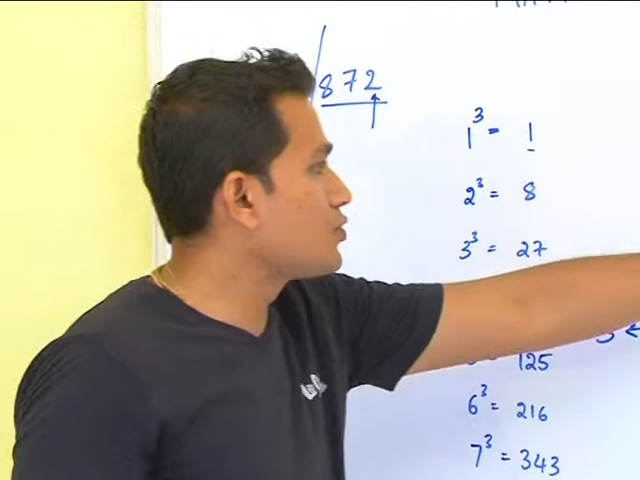 872
1³ = 1
2³ = 8
3³ = 27
125
6³ = 216
7³ = 343